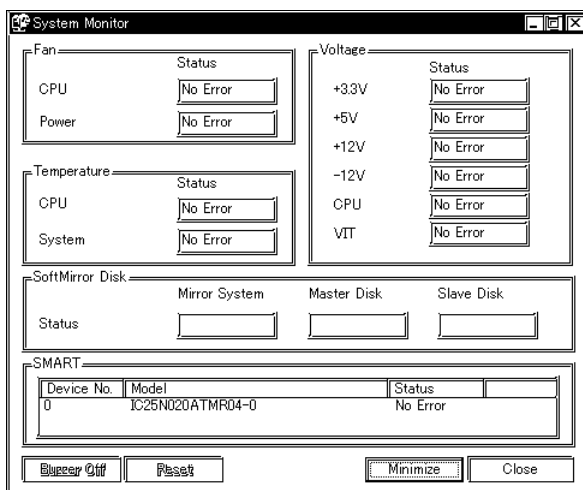 System Monitor
Fan
Status
CPU No Error
Power No Error
Temperature
Status
CPU No Error
System No Error
Voltage
Status
+3.3V No Error
+5V No Error
+12V No Error
-12V No Error
CPU No Error
VIT No Error
SoftMirror Disk
Mirror System Master Disk Slave Disk
Status
SMART
Device No. Model Status
0 IC25N020ATMR04-0 No Error
Buzzer Off Reset Minimize Close